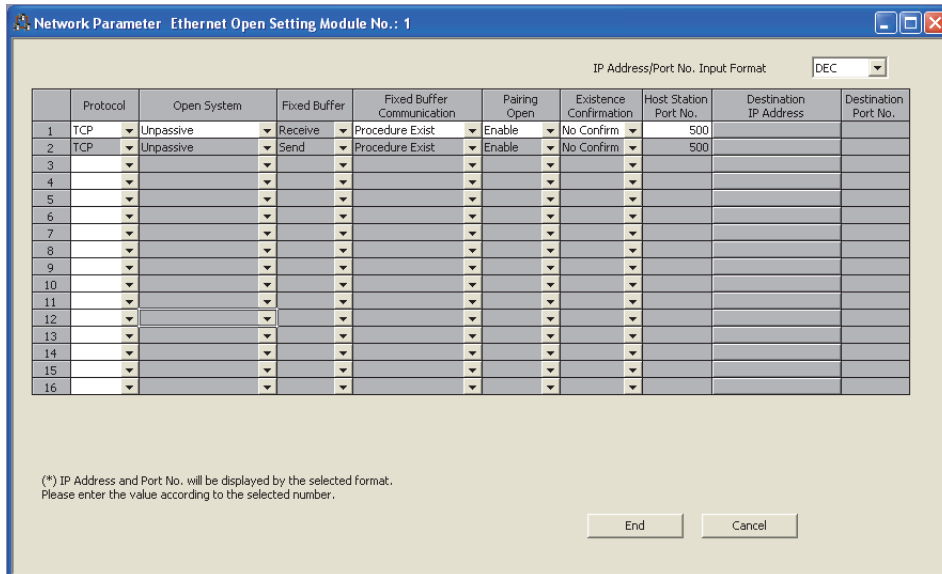 Network Parameter Ethernet Open Setting Module No.: 1
IP Address/Port No. Input Format DEC
Protocol Open System Fixed Buffer Fixed Buffer Communication Pairing Open Existence Confirmation Host Station Port No. Destination IP Address Destination Port No.
1 TCP Unpassive Receive Procedure Exist Enable No Confirm 500
2 TCP Unpassive Send Procedure Exist Enable No Confirm 500
3
4
5
6
7
8
9
10
11
12
13
14
15
16
(*) IP Address and Port No. will be displayed by the selected format.
Please enter the value according to the selected number.
End Cancel